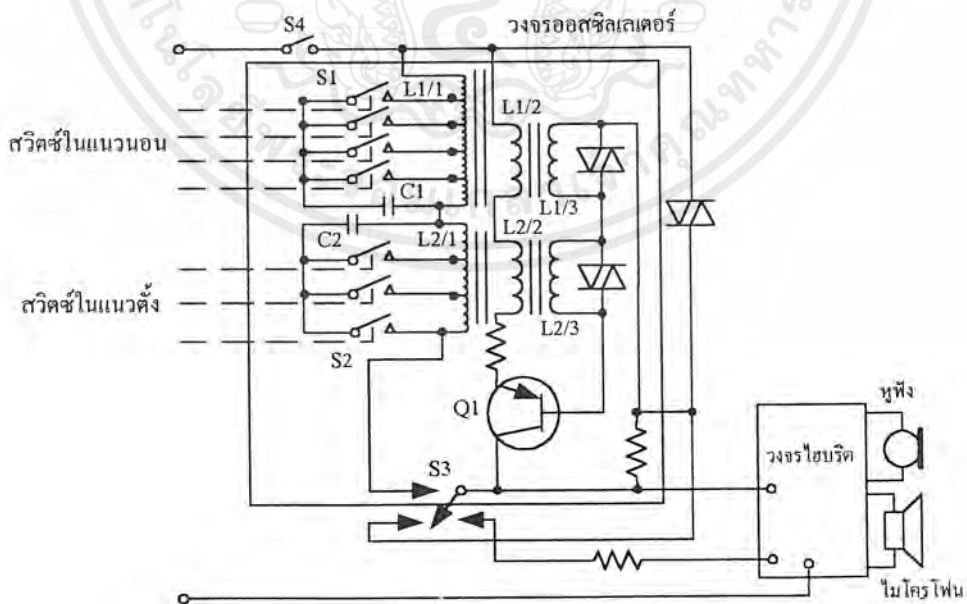 S4
วงจรออสซิลเลเตอร์
S1
L1/1
L1/2
สวิตซ์ในแนวนอน
C1
L1/3
C2
L2/1
L2/2
สวิตซ์ในแนวตั้ง
L2/3
S2
Q1
หูฟัง
วงจรไฮบริด
S3
ไมโครโฟน